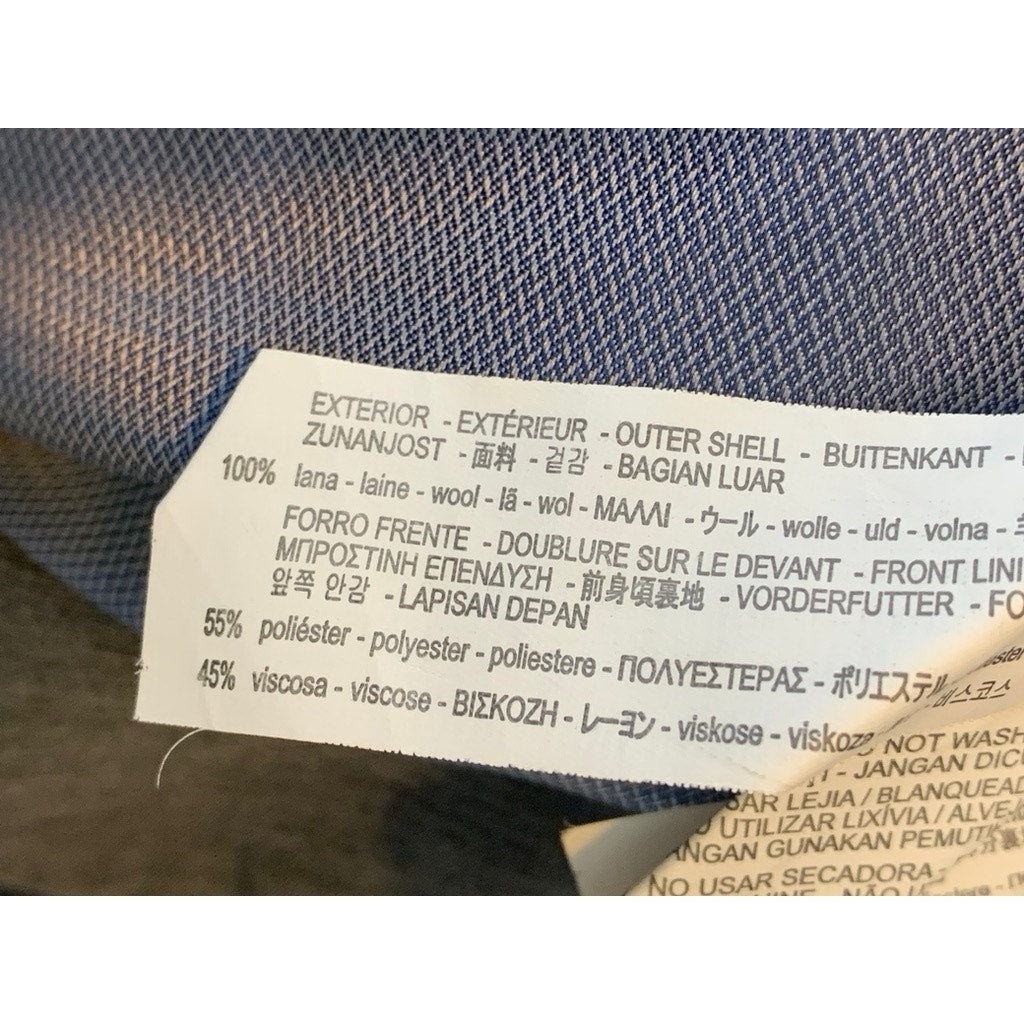 EXTERIOR - EXTÉRIEUR - OUTER SHELL - BUITENKANT -
ZUNANJOST - 面料 - 겉감 - BAGIAN LUAR
100% lana - laine - wool - lã - wol - ΜΑΛΛΙ - ウール - wolle - uld - volna -
FORRO FRENTE - DOUBLURE SUR LE DEVANT - FRONT LINI
ΜΠΡΟΣΤΙΝΗ ΕΠΕΝΔΥΣΗ - 前身頃裏地 - VORDERFUTTER - FO
앞쪽 안감 - LAPISAN DEPAN
55% poliéster - polyester - poliestere - ΠΟΛΥΕΣΤΕΡΑΣ - ポリエステル
45% viscosa - viscose - ΒΙΣΚΟΖΗ - レーヨン - viskose - viskoza
NOT WASH
- JANGAN DICU
SAR LEJIA / BLANQUEAD
UTILIZAR LIXÍVIA / ALVE
ANGAN GUNAKAN PEMUTI
NO USAR SECADORA